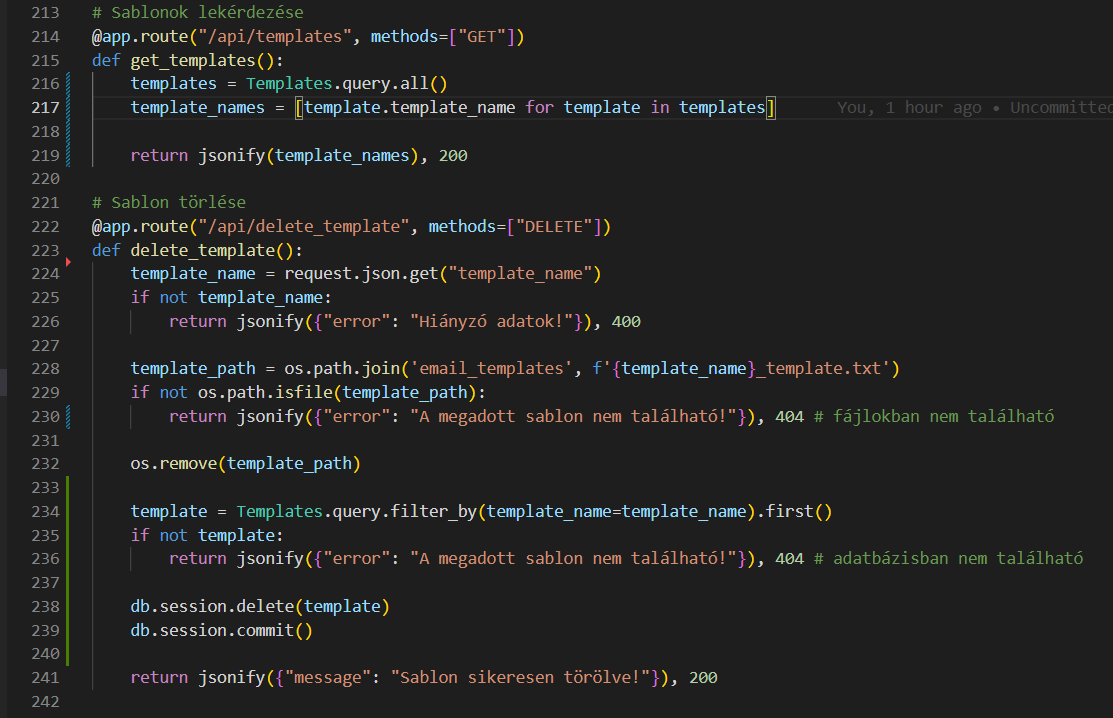 213 # Sablonok lekérdezése
214 @app.route("/api/templates", methods=["GET"])
215 def get_templates():
216     templates = Templates.query.all()
217     template_names = [template.template_name for template in templates] You, 1 hour ago • Uncommitted
218
219     return jsonify(template_names), 200
220
221 # Sablon törlése
222 @app.route("/api/delete_template", methods=["DELETE"])
223 def delete_template():
224     template_name = request.json.get("template_name")
225     if not template_name:
226         return jsonify({"error": "Hiányzó adatok!"}), 400
227
228     template_path = os.path.join('email_templates', f'{template_name}_template.txt')
229     if not os.path.isfile(template_path):
230         return jsonify({"error": "A megadott sablon nem található!"}), 404 # fájlokban nem található
231
232     os.remove(template_path)
233
234     template = Templates.query.filter_by(template_name=template_name).first()
235     if not template:
236         return jsonify({"error": "A megadott sablon nem található!"}), 404 # adatbázisban nem található
237
238     db.session.delete(template)
239     db.session.commit()
240
241     return jsonify({"message": "Sablon sikeresen törölve!"}), 200
242